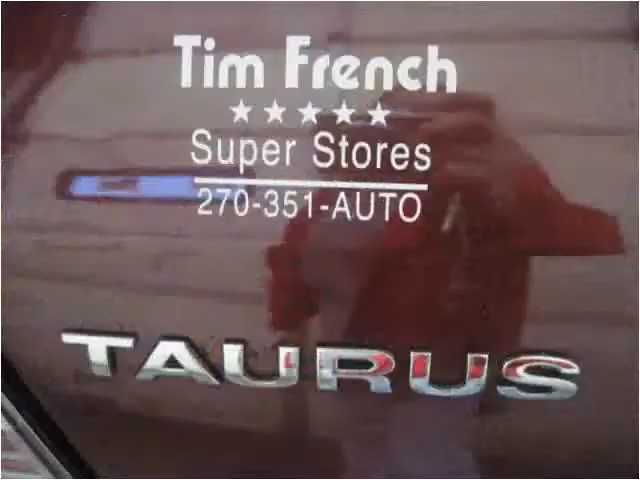 Tim French
★★★★★
Super Stores
270-351-AUTO
TAURUS